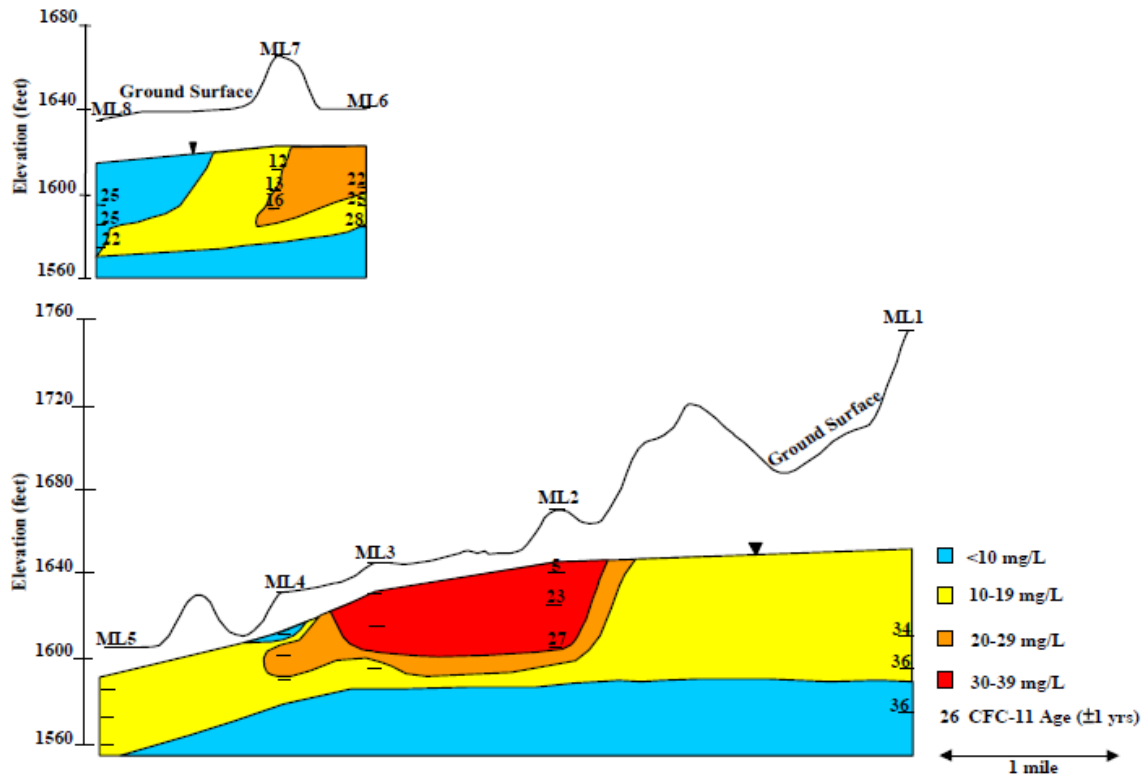 1680
ML7
Ground Surface
1640
ML8
ML6
Elevation (feet)
12
13
22
1600
25
16
25
25
28
22
1560
1760
ML1
1720
Ground Surface
1680
ML2
Elevation (feet)
ML3
1640
5
<10 mg/L
ML4
23
10-19 mg/L
ML5
27
34
20-29 mg/L
1600
36
30-39 mg/L
36
26 CFC-11 Age (±1 yrs)
1560
1 mile